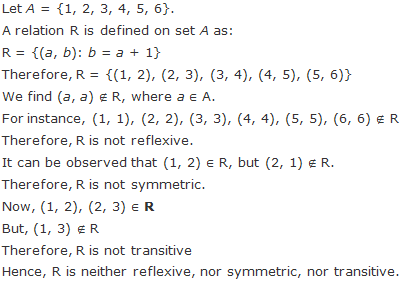 Let A = {1, 2, 3, 4, 5, 6}.
A relation R is defined on set A as:
R = {(a, b): b = a + 1}
Therefore, R = {(1, 2), (2, 3), (3, 4), (4, 5), (5, 6)}
We find (a, a) ∉ R, where a ∈ A.
For instance, (1, 1), (2, 2), (3, 3), (4, 4), (5, 5), (6, 6) ∉ R
Therefore, R is not reflexive.
It can be observed that (1, 2) ∈ R, but (2, 1) ∉ R.
Therefore, R is not symmetric.
Now, (1, 2), (2, 3) ∈ R
But, (1, 3) ∉ R
Therefore, R is not transitive
Hence, R is neither reflexive, nor symmetric, nor transitive.